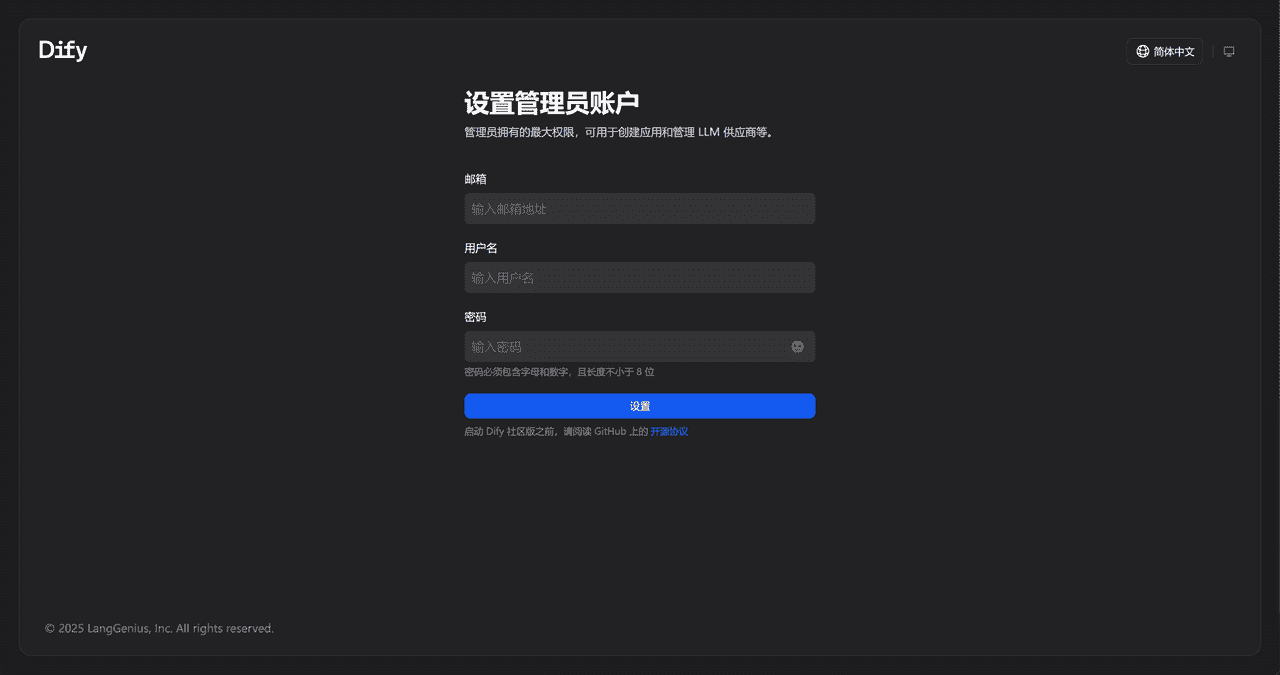 Dify
简体中文
设置管理员账户
管理员拥有的最大权限，可用于创建应用和管理 LLM 供应商等。
邮箱
输入邮箱地址
用户名
输入用户名
密码
输入密码
密码必须包含字母和数字，且长度不小于 8 位
设置
启动 Dify 社区版之前，请阅读 GitHub 上的 开源协议
© 2025 LangGenius, Inc. All rights reserved.